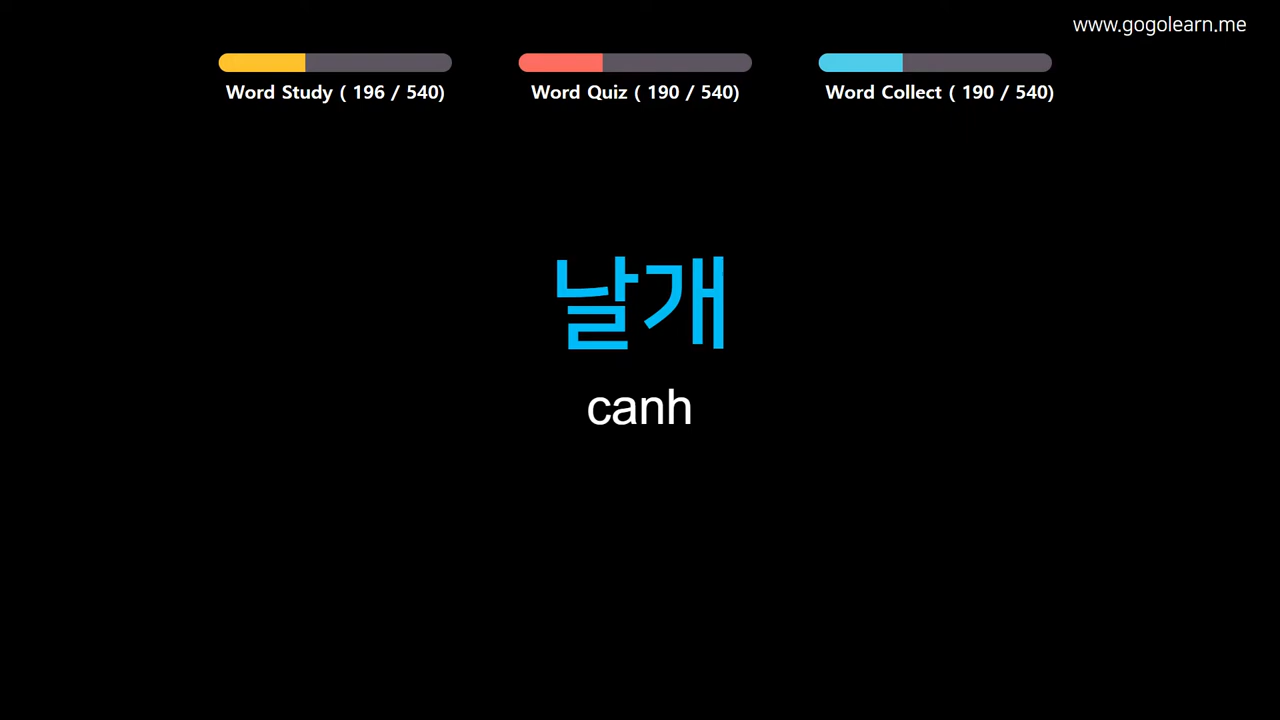 www.gogolearn.me
Word Study ( 196 / 540)
Word Quiz ( 190 / 540)
Word Collect ( 190 / 540)
날개
canh